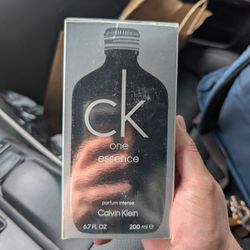 ck
one
essence
parfum intense
Calvin Klein
6.7 FL OZ 200 ml e